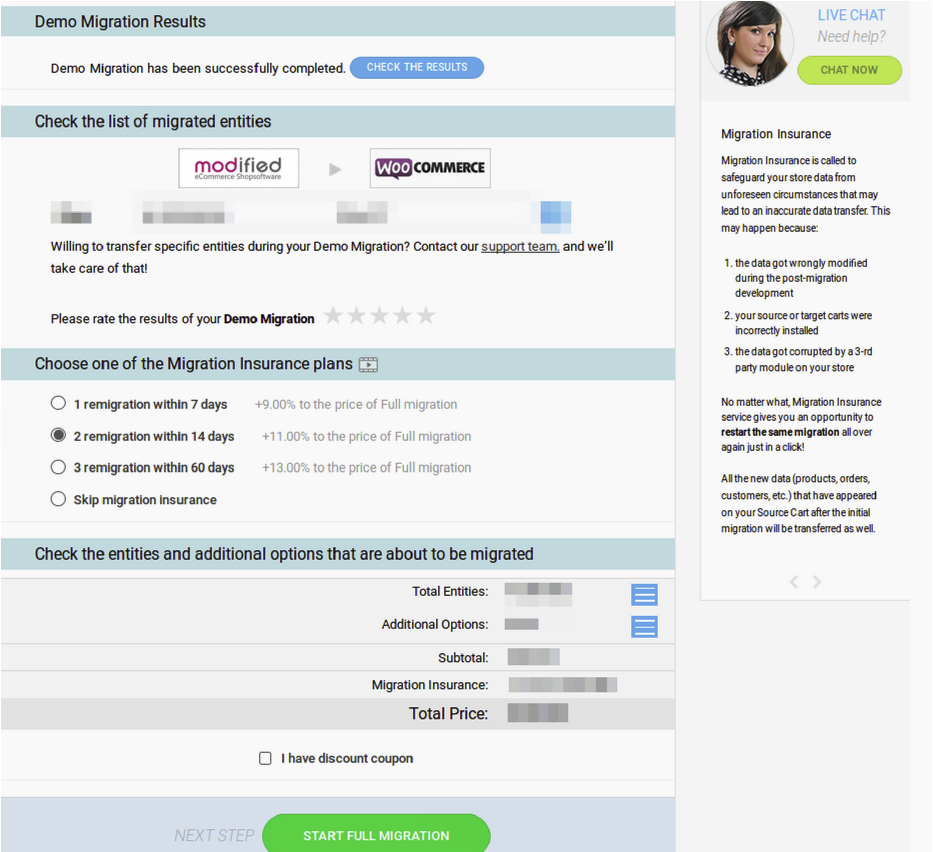 Demo Migration Results
Demo Migration has been successfully completed. CHECK THE RESULTS
Check the list of migrated entities
modified
eCommerce Shopsoftware
WOO COMMERCE
Willing to transfer specific entities during your Demo Migration? Contact our support team. and we'll
take care of that!
Please rate the results of your Demo Migration
Choose one of the Migration Insurance plans
1 remigration within 7 days +9.00% to the price of Full migration
2 remigration within 14 days +11.00% to the price of Full migration
3 remigration within 60 days +13.00% to the price of Full migration
Skip migration insurance
Check the entities and additional options that are about to be migrated
Total Entities:
Additional Options:
Subtotal:
Migration Insurance:
Total Price:
I have discount coupon
NEXT STEP START FULL MIGRATION
LIVE CHAT
Need help?
CHAT NOW
Migration Insurance
Migration Insurance is called to
safeguard your store data from
unforeseen circumstances that may
lead to an inaccurate data transfer. This
may happen because:
1. the data got wrongly modified
during the post-migration
development
2. your source or target carts were
incorrectly installed
3. the data got corrupted by a 3-rd
party module on your store
No matter what, Migration Insurance
service gives you an opportunity to
restart the same migration all over
again just in a click!
All the new data (products, orders,
customers, etc.) that have appeared
on your Source Cart after the initial
migration will be transferred as well.